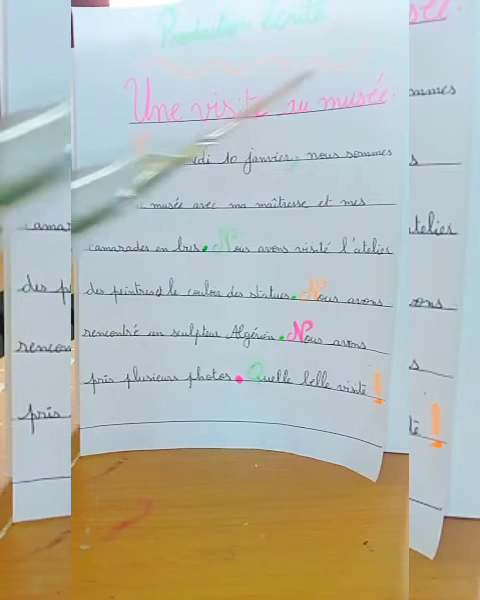 Production écrite
Une visite au musée.
di 10 janvier, nous sommes
musée avec ma maîtresse et mes
camarades en bus. Nous avons visité l'atelier
des peintres et le couloir des statues. Nous avons
rencontré un sculpteur Algérien. Nous avons
pris plusieurs photos. Quelle belle visite !